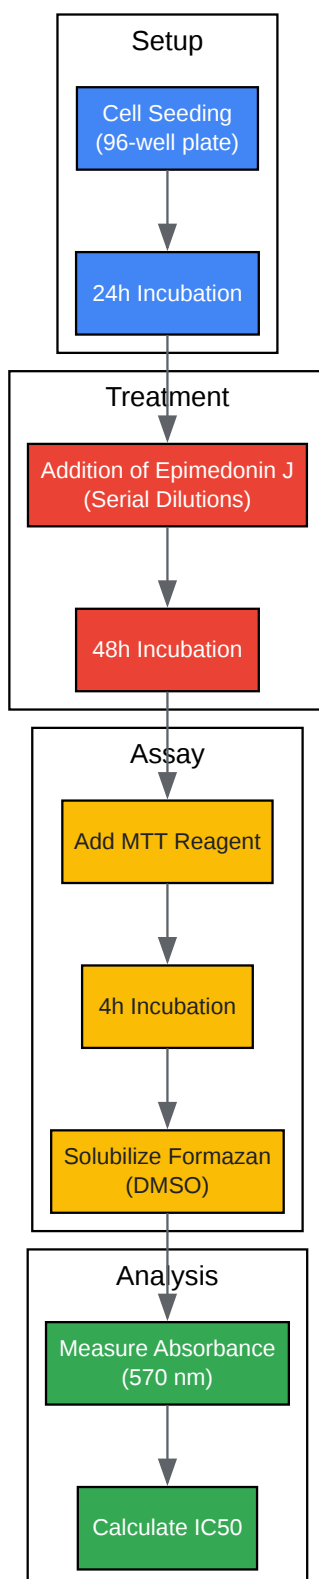 Setup
Cell Seeding
(96-well plate)
24h Incubation
Treatment
Addition of Epimedonin J
(Serial Dilutions)
48h Incubation
Assay
Add MTT Reagent
4h Incubation
Solubilize Formazan
(DMSO)
Analysis
Measure Absorbance
(570 nm)
Calculate IC50